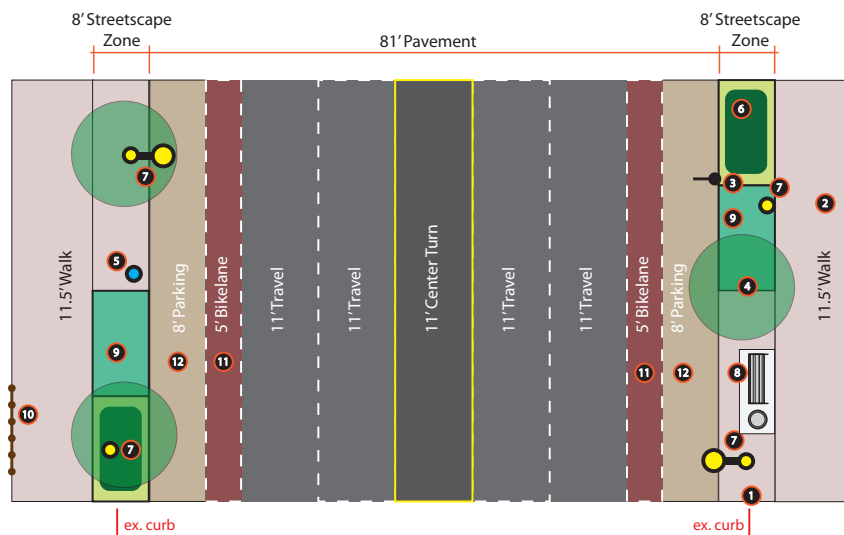 8' Streetscape
Zone
81' Pavement
8' Streetscape
Zone
6
7
3
7
2
9
5
4
11.5' Walk
8' Parking
5' Bikelane
11' Travel
11' Travel
11' Center Turn
11' Travel
11' Travel
5' Bikelane
8' Parking
11.5' Walk
9
12
11
11
12
8
10
7
7
1
ex. curb
ex. curb